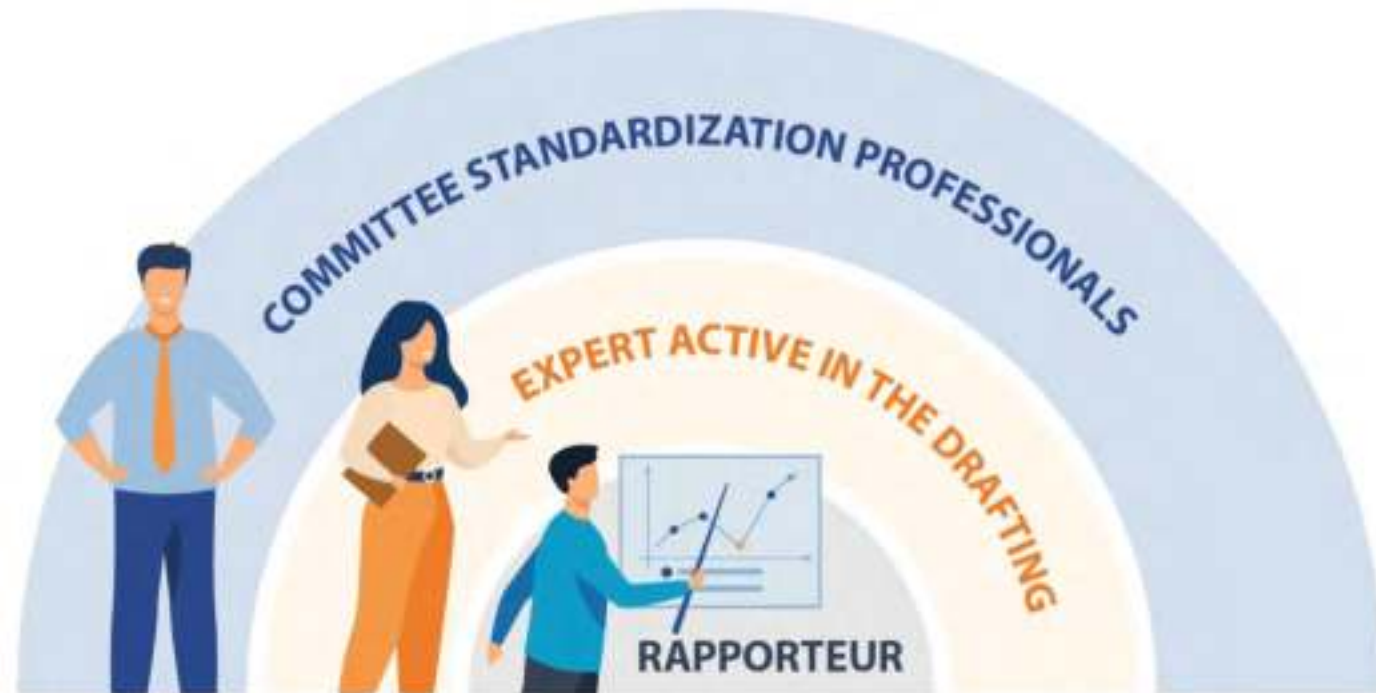 COMMITTEE STANDARDIZATION PROFESSIONALS
EXPERT ACTIVE IN THE DRAFTING
RAPPORTEUR